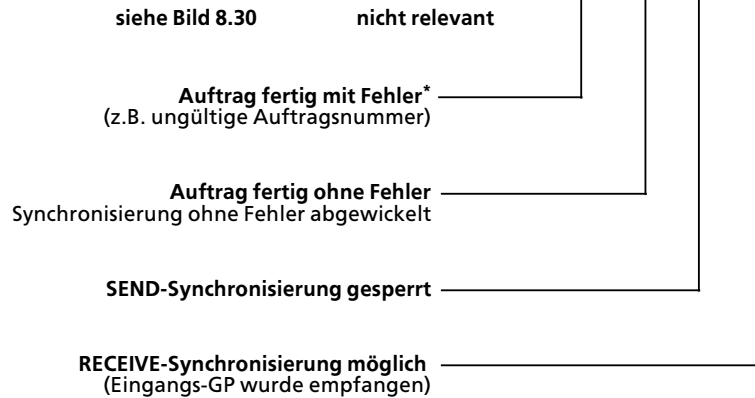 siehe Bild 8.30 nicht relevant
Auftrag fertig mit Fehler*
(z.B. ungültige Auftragsnummer)
Auftrag fertig ohne Fehler
Synchronisierung ohne Fehler abgewickelt
SEND-Synchronisierung gesperrt
RECEIVE-Synchronisierung möglich
(Eingangs-GP wurde empfangen)